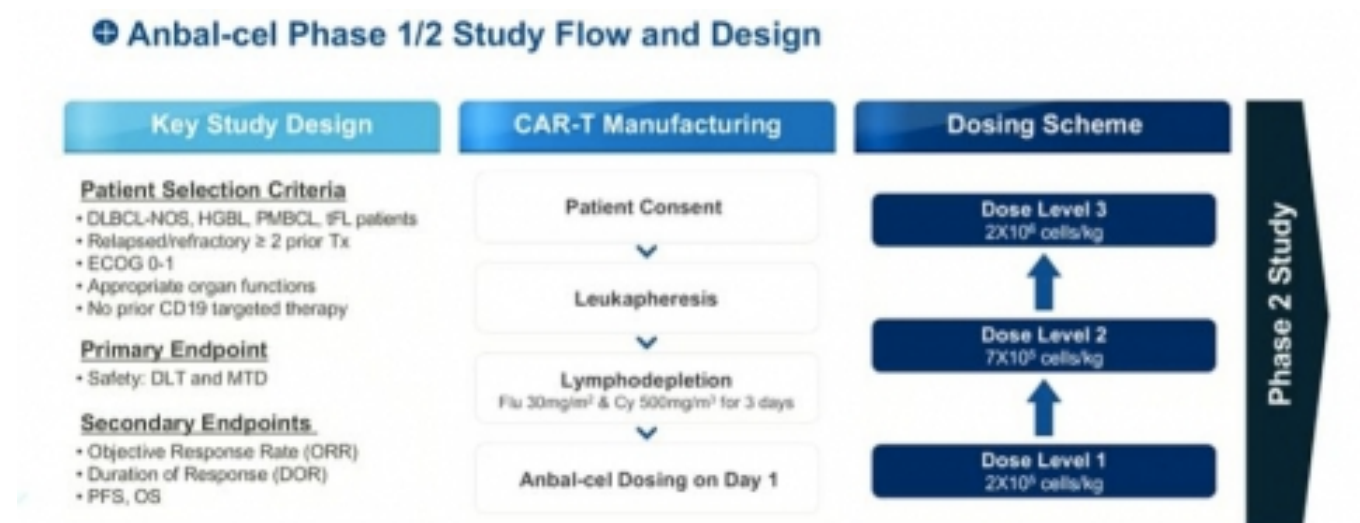 Anbal-cel Phase 1/2 Study Flow and Design
Key Study Design
Patient Selection Criteria
• DLBCL-NOS, HGBL, PMBCL, tFL patients
• Relapsed/refractory ≥ 2 prior Tx
• ECOG 0-1
• Appropriate organ functions
• No prior CD19 targeted therapy
Primary Endpoint
• Safety: DLT and MTD
Secondary Endpoints
• Objective Response Rate (ORR)
• Duration of Response (DOR)
• PFS, OS
CAR-T Manufacturing
Patient Consent
Leukapheresis
Lymphodepletion
Flu 30mg/m² & Cy 500mg/m³ for 3 days
Anbal-cel Dosing on Day 1
Dosing Scheme
Dose Level 3
2X10⁶ cells/kg
Dose Level 2
7X10⁵ cells/kg
Dose Level 1
2X10⁵ cells/kg
Phase 2 Study